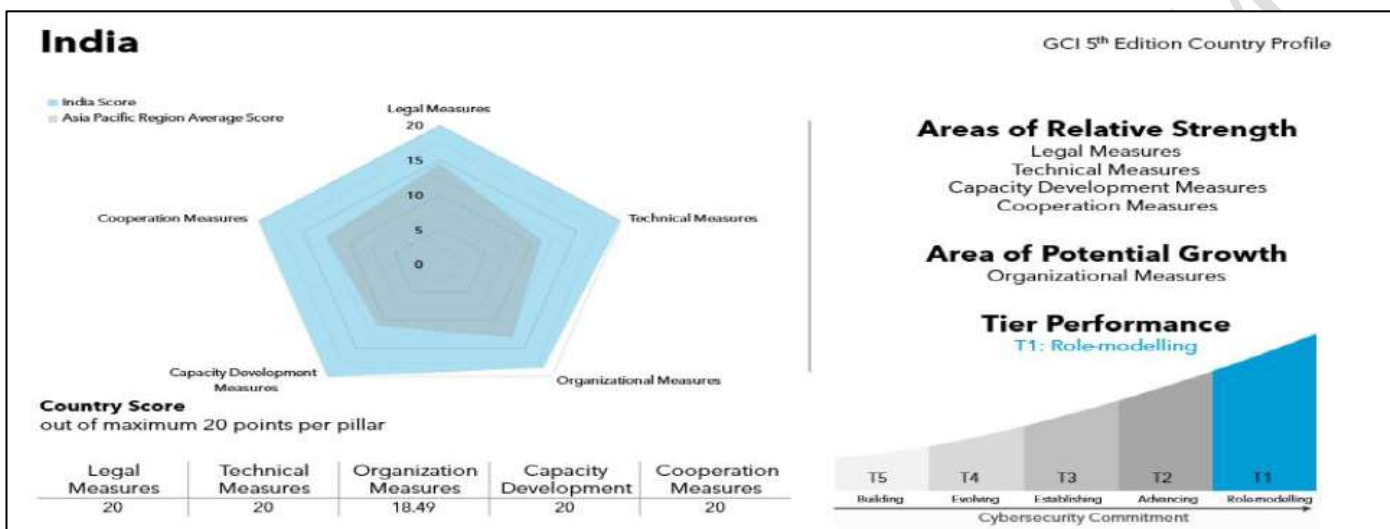 India
GCI 5th Edition Country Profile
India Score
Asia Pacific Region Average Score
Legal Measures
20
15
10
5
0
Cooperation Measures
Technical Measures
Capacity Development
Measures
Organizational Measures
Country Score
out of maximum 20 points per pillar
Legal Measures Technical Measures Organization Measures Capacity Development Cooperation Measures
20 20 18.49 20 20
Areas of Relative Strength
Legal Measures
Technical Measures
Capacity Development Measures
Cooperation Measures
Area of Potential Growth
Organizational Measures
Tier Performance
T1: Role-modelling
T5 T4 T3 T2 T1
Building Evolving Establishing Advancing Role-modelling
Cybersecurity Commitment